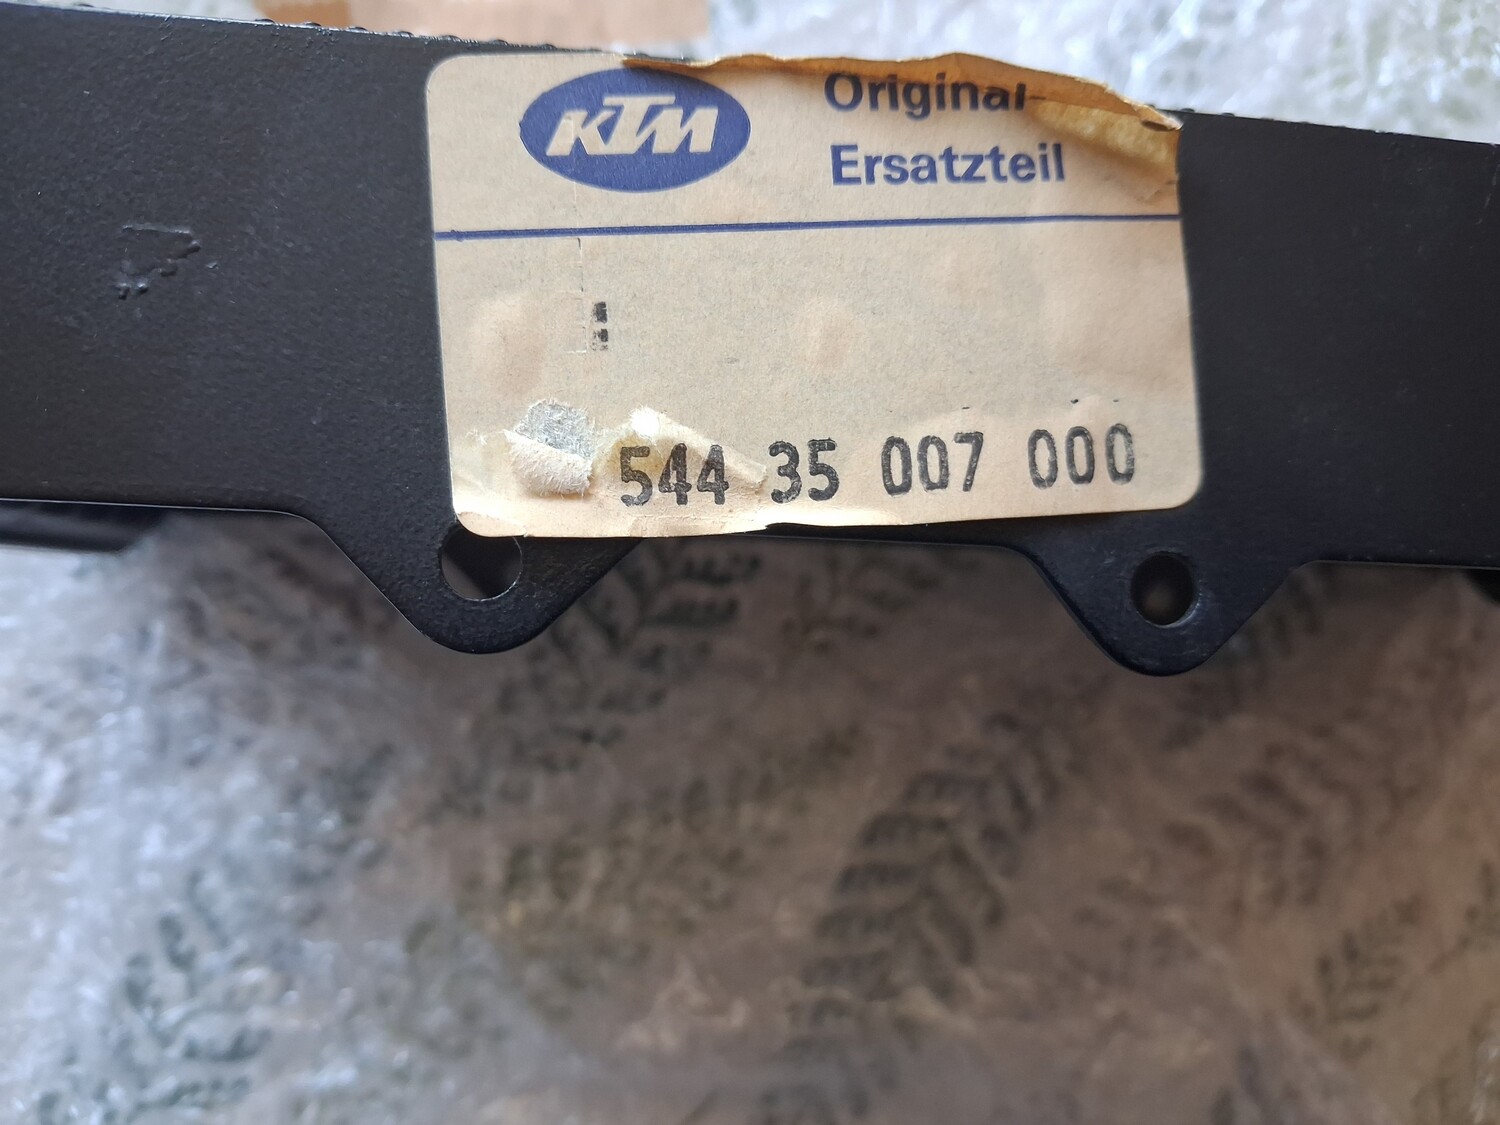 KTM
Original
Ersatzteil
544 35 007 000